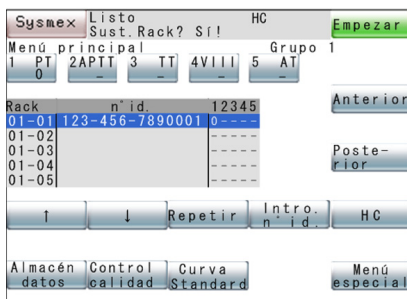 Sysmex Listo HC Empezar
Sust.Rack? Sí!
Menú principal Grupo 1
1 PT 2APTT 3 TT 4VIII 5 AT
0 – – – –
Rack n°id. 12345 Anterior
01-01 123-456-7890001 0----
01-02 -----
01-03 ----- Poste-
01-04 ----- rior
01-05 -----
↑ ↓ Repetir Intro. HC
n°id.
Almacén Control Curva Menú
datos calidad Standard especial